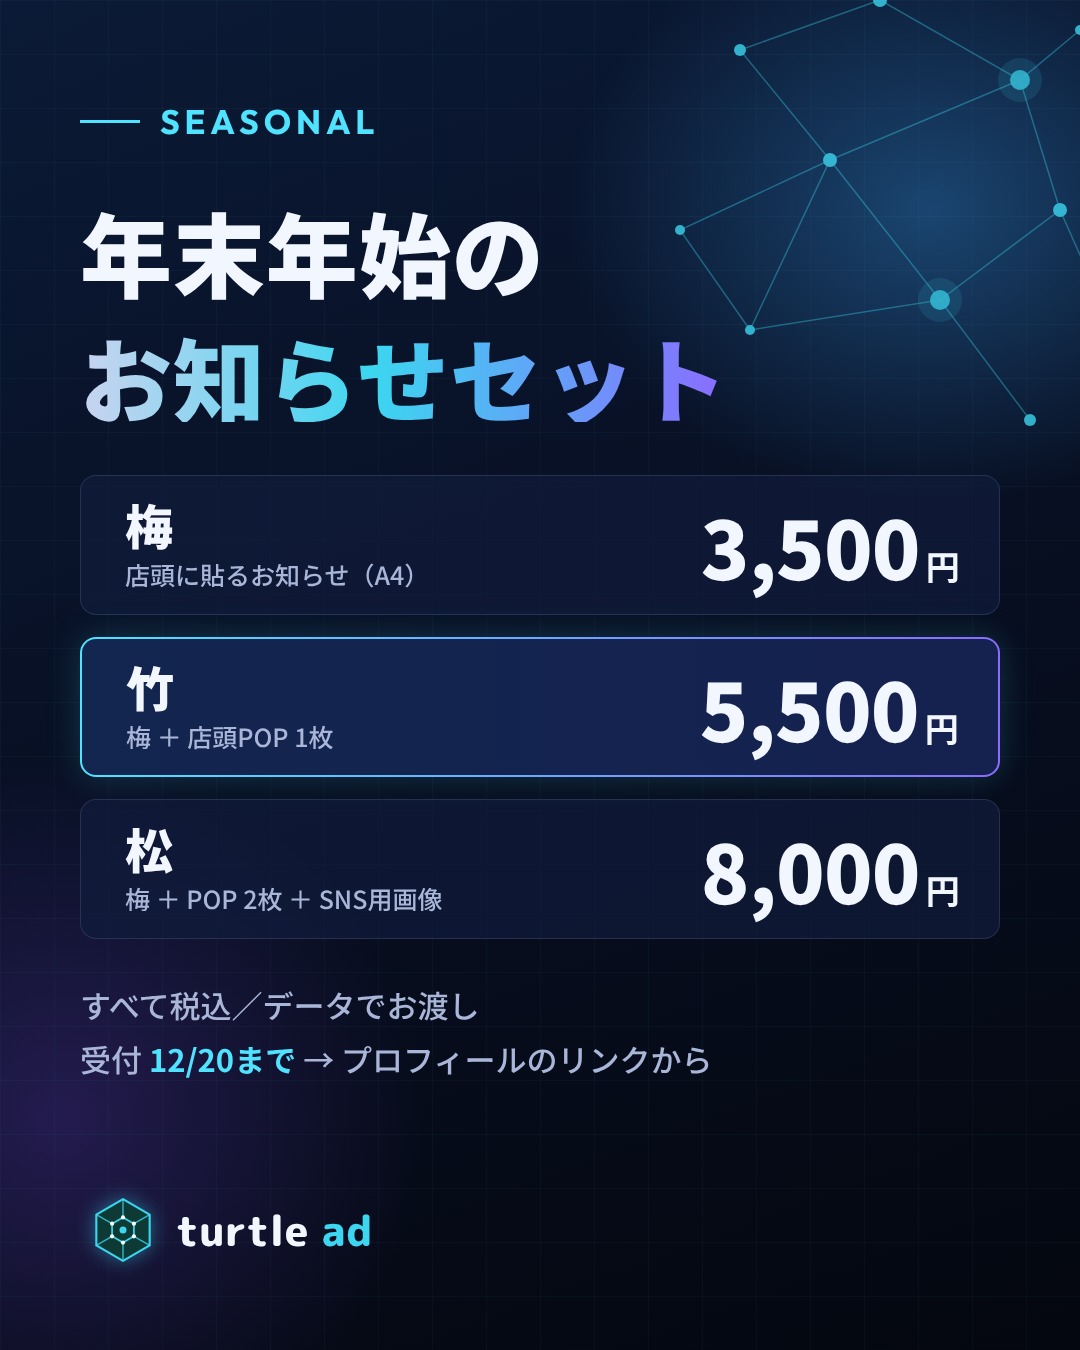 SEASONAL
年末年始の
お知らせセット
梅
店頭に貼るお知らせ（A4）
3,500円
竹
梅 ＋ 店頭POP 1枚
5,500円
松
梅 ＋ POP 2枚 ＋ SNS用画像
8,000円
すべて税込／データでお渡し
受付 12/20まで → プロフィールのリンクから
turtle ad